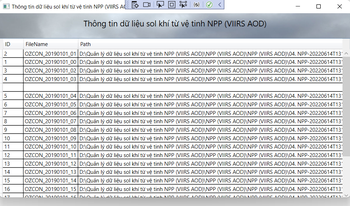 Thông tin dữ liệu sol khí từ vệ tinh NPP (VIIRS A
Thông tin dữ liệu sol khí từ vệ tinh NPP (VIIRS AOD)
ID FileName Path
2 OZCON_20190101_01 D:\Quản lý dữ liệu sol khí từ vệ tinh NPP (VIIRS AOD)\NPP (VIIRS AOD)\04. NPP-20220614T13
1 OZCON_20190101_00 D:\Quản lý dữ liệu sol khí từ vệ tinh NPP (VIIRS AOD)\NPP (VIIRS AOD)\04. NPP-20220614T13
3 OZCON_20190101_02 D:\Quản lý dữ liệu sol khí từ vệ tinh NPP (VIIRS AOD)\NPP (VIIRS AOD)\04. NPP-20220614T13
4 OZCON_20190101_03 D:\Quản lý dữ liệu sol khí từ vệ tinh NPP (VIIRS AOD)\NPP (VIIRS AOD)\04. NPP-20220614T13
5 OZCON_20190101_04 D:\Quản lý dữ liệu sol khí từ vệ tinh NPP (VIIRS AOD)\NPP (VIIRS AOD)\04. NPP-20220614T13
6 OZCON_20190101_05 D:\Quản lý dữ liệu sol khí từ vệ tinh NPP (VIIRS AOD)\NPP (VIIRS AOD)\04. NPP-20220614T13
7 OZCON_20190101_06 D:\Quản lý dữ liệu sol khí từ vệ tinh NPP (VIIRS AOD)\NPP (VIIRS AOD)\04. NPP-20220614T13
8 OZCON_20190101_07 D:\Quản lý dữ liệu sol khí từ vệ tinh NPP (VIIRS AOD)\NPP (VIIRS AOD)\04. NPP-20220614T13
9 OZCON_20190101_08 D:\Quản lý dữ liệu sol khí từ vệ tinh NPP (VIIRS AOD)\NPP (VIIRS AOD)\04. NPP-20220614T13
10 OZCON_20190101_09 D:\Quản lý dữ liệu sol khí từ vệ tinh NPP (VIIRS AOD)\NPP (VIIRS AOD)\04. NPP-20220614T13
11 OZCON_20190101_10 D:\Quản lý dữ liệu sol khí từ vệ tinh NPP (VIIRS AOD)\NPP (VIIRS AOD)\04. NPP-20220614T13
12 OZCON_20190101_11 D:\Quản lý dữ liệu sol khí từ vệ tinh NPP (VIIRS AOD)\NPP (VIIRS AOD)\04. NPP-20220614T13
13 OZCON_20190101_12 D:\Quản lý dữ liệu sol khí từ vệ tinh NPP (VIIRS AOD)\NPP (VIIRS AOD)\04. NPP-20220614T13
14 OZCON_20190101_13 D:\Quản lý dữ liệu sol khí từ vệ tinh NPP (VIIRS AOD)\NPP (VIIRS AOD)\04. NPP-20220614T13
15 OZCON_20190101_14 D:\Quản lý dữ liệu sol khí từ vệ tinh NPP (VIIRS AOD)\NPP (VIIRS AOD)\04. NPP-20220614T13
16 OZCON_20190101_15 D:\Quản lý dữ liệu sol khí từ vệ tinh NPP (VIIRS AOD)\NPP (VIIRS AOD)\04. NPP-20220614T13